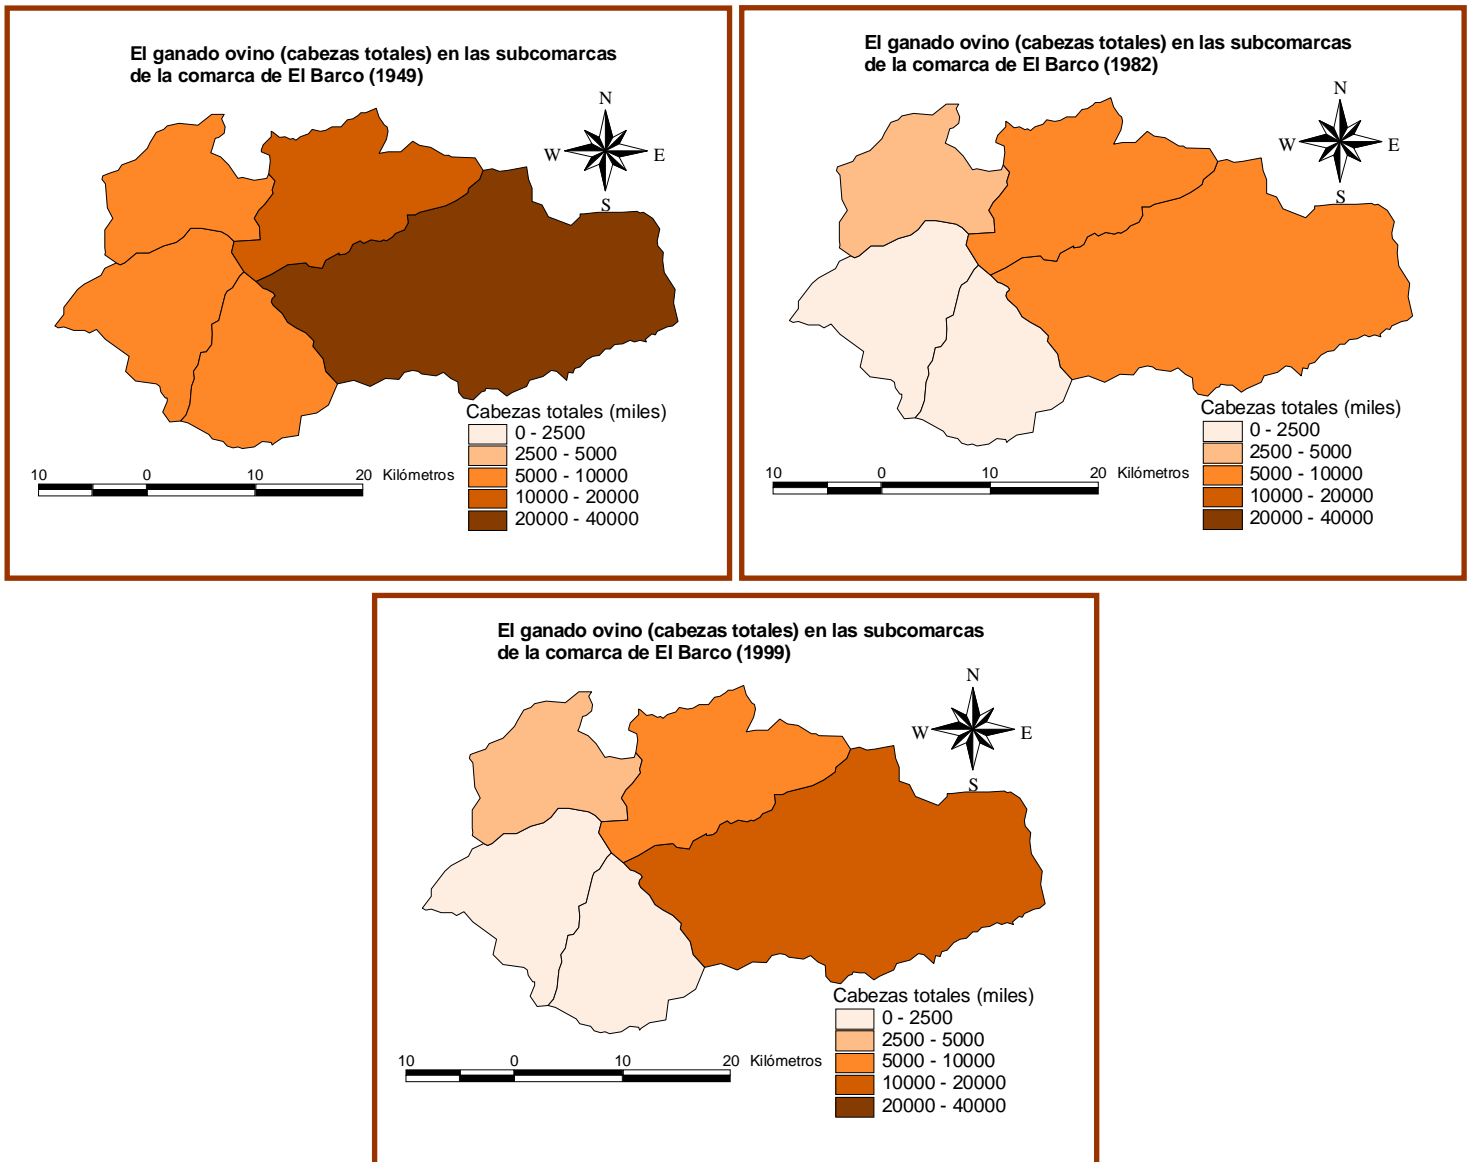 El ganado ovino (cabezas totales) en las subcomarcas
de la comarca de El Barco (1949)
N
W
E
S
Cabezas totales (miles)
0 - 2500
2500 - 5000
5000 - 10000
10000 - 20000
20000 - 40000
10 0 10 20 Kilómetros
El ganado ovino (cabezas totales) en las subcomarcas
de la comarca de El Barco (1982)
N
W
E
S
Cabezas totales (miles)
0 - 2500
2500 - 5000
5000 - 10000
10000 - 20000
20000 - 40000
10 0 10 20 Kilómetros
El ganado ovino (cabezas totales) en las subcomarcas
de la comarca de El Barco (1999)
N
W
E
S
Cabezas totales (miles)
0 - 2500
2500 - 5000
5000 - 10000
10000 - 20000
20000 - 40000
10 0 10 20 Kilómetros